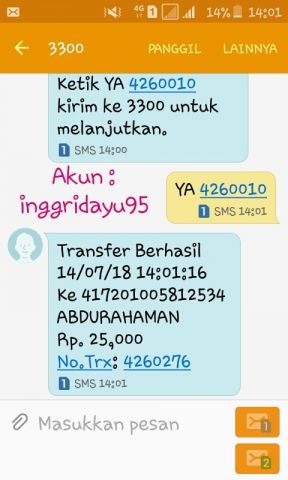 4G 1 14% 14:01
3300 PANGGIL LAINNYA
Ketik YA 4260010
kirim ke 3300 untuk
melanjutkan.
1 SMS 14:00
Akun :
inggridayu95
YA 4260010
1 SMS 14:01
Transfer Berhasil
14/07/18 14:01:16
Ke 417201005812534
ABDURAHAMAN
Rp. 25,000
No.Trx: 4260276
1 SMS 14:01
Masukkan pesan
1
2